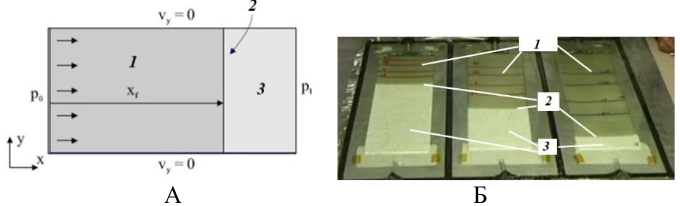 v_y = 0
2
1
3
p_0
x_f
p_1
y
x
v_y = 0
А
1
2
3
Б